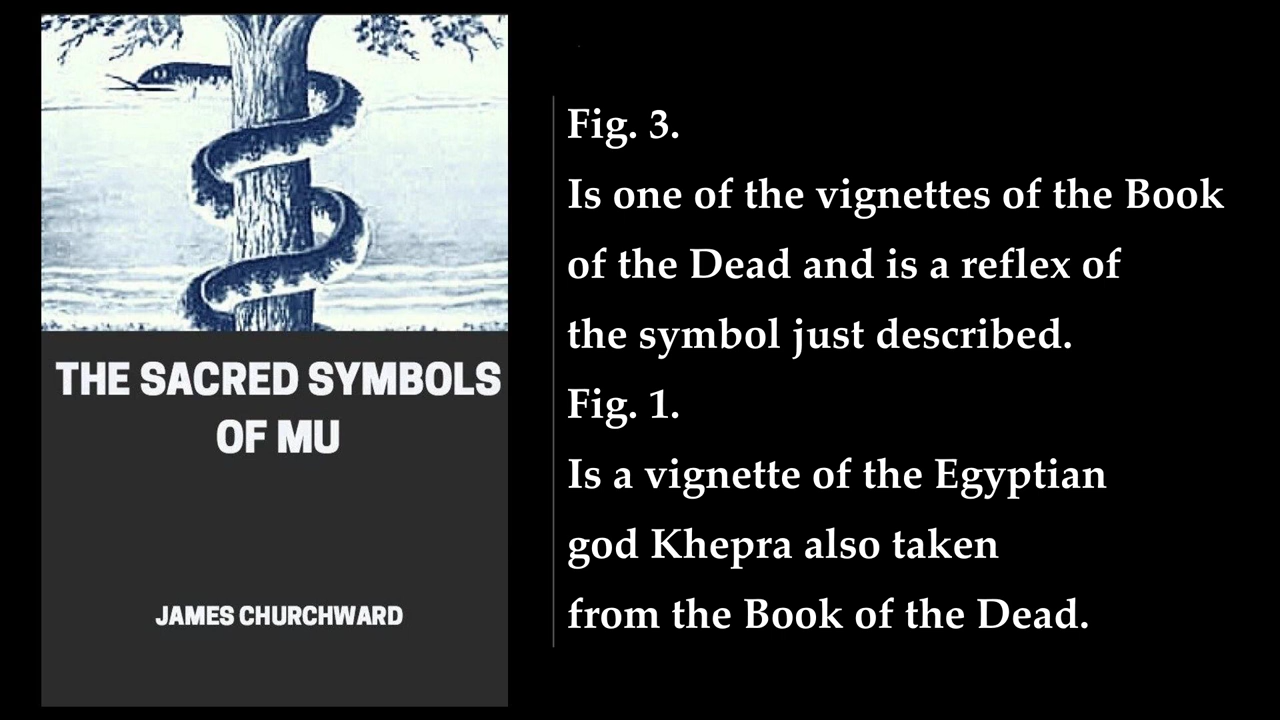 THE SACRED SYMBOLS
OF MU
JAMES CHURCHWARD
Fig. 3.
Is one of the vignettes of the Book
of the Dead and is a reflex of
the symbol just described.
Fig. 1.
Is a vignette of the Egyptian
god Khepra also taken
from the Book of the Dead.